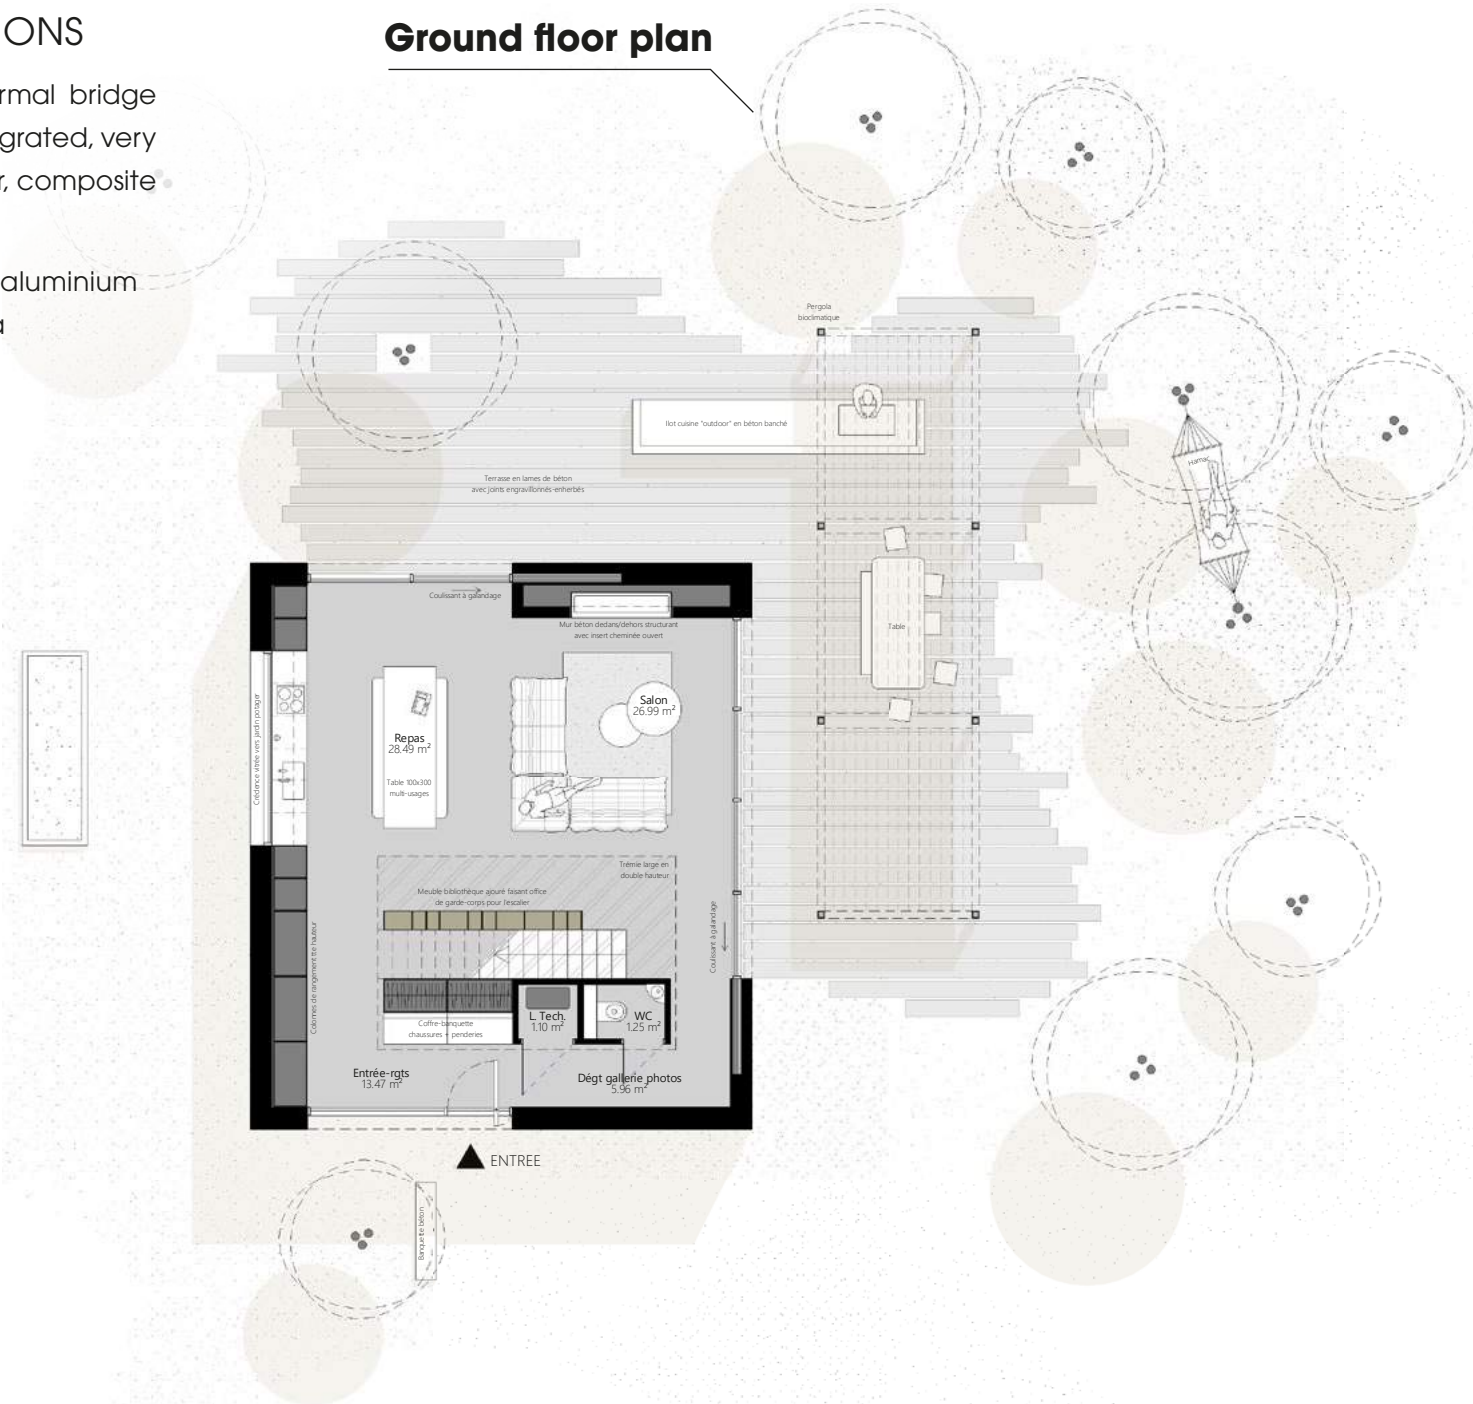 ONS
rmal bridge
grated, very
r, composite
aluminium
a
Ground floor plan
Pergola
bioclimatique
Ilot cuisine "outdoor" en béton banché
Terrasse en lames de béton
avec joints engravillonnés-enherbés
Hamac
Coulissant à galandage
Mur béton dedans/dehors structurant
avec insert cheminée ouvert
Table
Salon
26.99 m²
Repas
28.49 m²
Table 100x300
multi-usages
Crédence vitrée vers jardin potager
Trémie large en
double hauteur
Meuble bibliothèque ajouré faisant office
de garde-corps pour l'escalier
Colonnes de rangement tte hauteur
Coulissant à galandage
L. Tech.
1.10 m²
WC
1.25 m²
Coffre-banquette
chaussures + penderies
Entrée-rgts
13.47 m²
Dégt gallerie photos
5.96 m²
ENTREE
Banquette béton